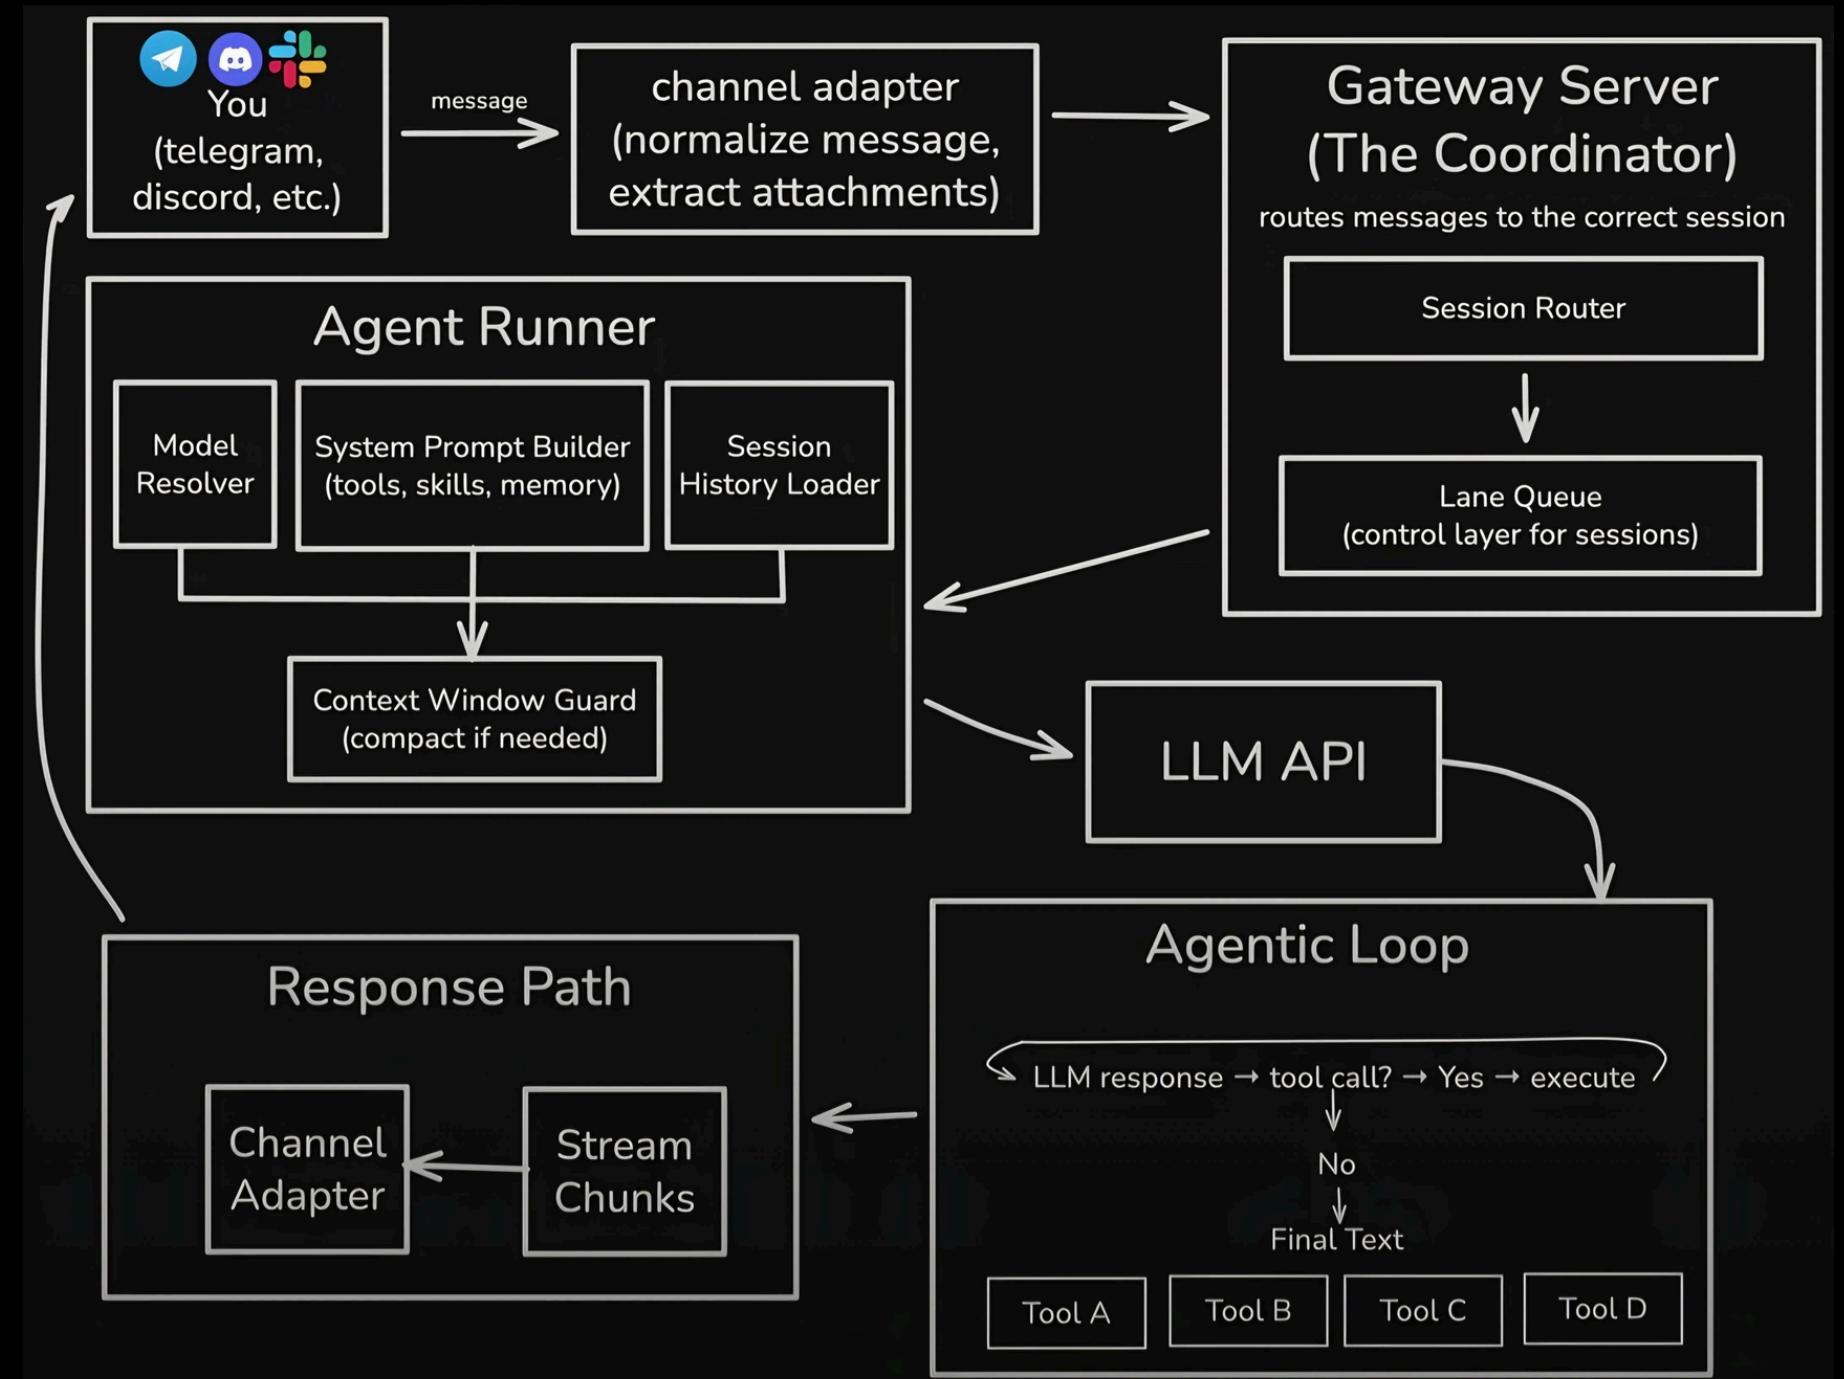 You
(telegram,
discord, etc.)
message
channel adapter
(normalize message,
extract attachments)
Gateway Server
(The Coordinator)
routes messages to the correct session
Session Router
Lane Queue
(control layer for sessions)
Agent Runner
Model
Resolver
System Prompt Builder
(tools, skills, memory)
Session
History Loader
Context Window Guard
(compact if needed)
LLM API
Agentic Loop
LLM response → tool call? → Yes → execute
No
Final Text
Tool A
Tool B
Tool C
Tool D
Response Path
Channel
Adapter
Stream
Chunks